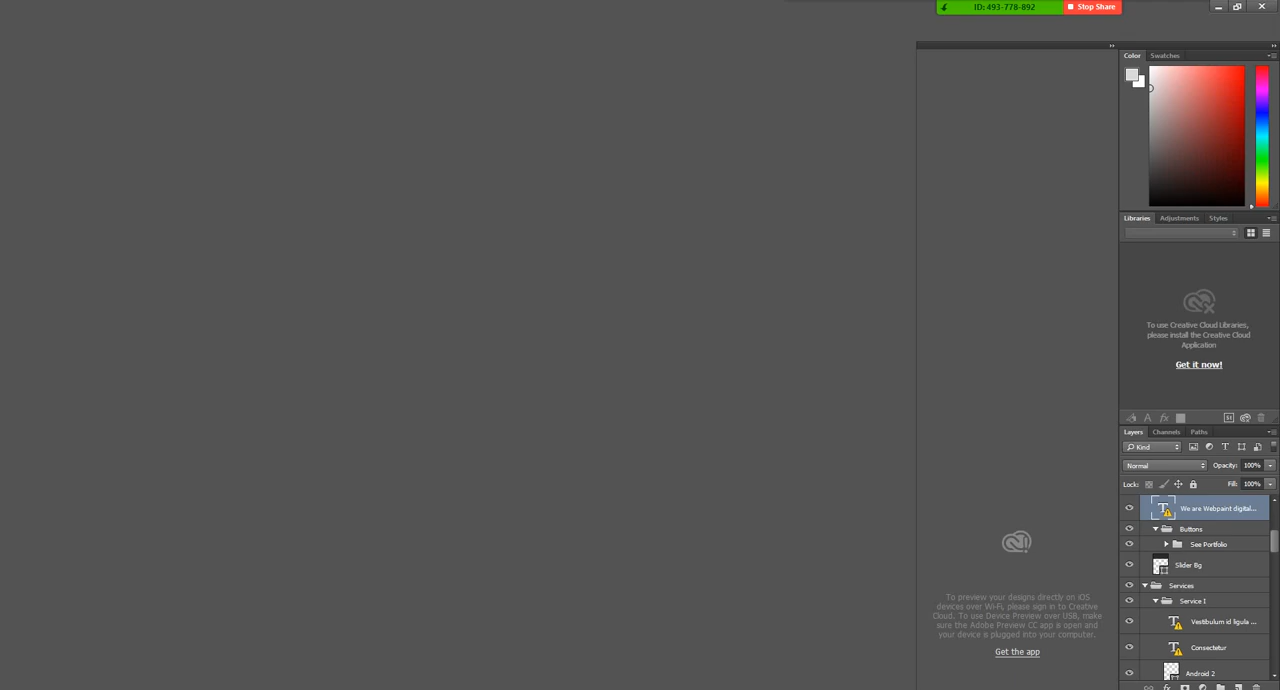 ID: 493-778-892
Stop Share
Color
Swatches
Libraries
Adjustments
Styles
To use Creative Cloud Libraries,
please install the Creative Cloud
Application
Get it now!
Layers
Channels
Paths
Kind
Normal
Opacity: 100%
Lock:
Fill: 100%
We are Webpaint digital...
Buttons
See Portfolio
Slider Bg
Services
Service 1
Vestibulum id ligula ...
Consectetur
Android 2
To preview your designs directly on iOS
devices over Wi-Fi, please sign in to Creative
Cloud. To use Device Preview over USB, make
sure the Adobe Preview CC app is open and
your device is plugged into your computer.
Get the app